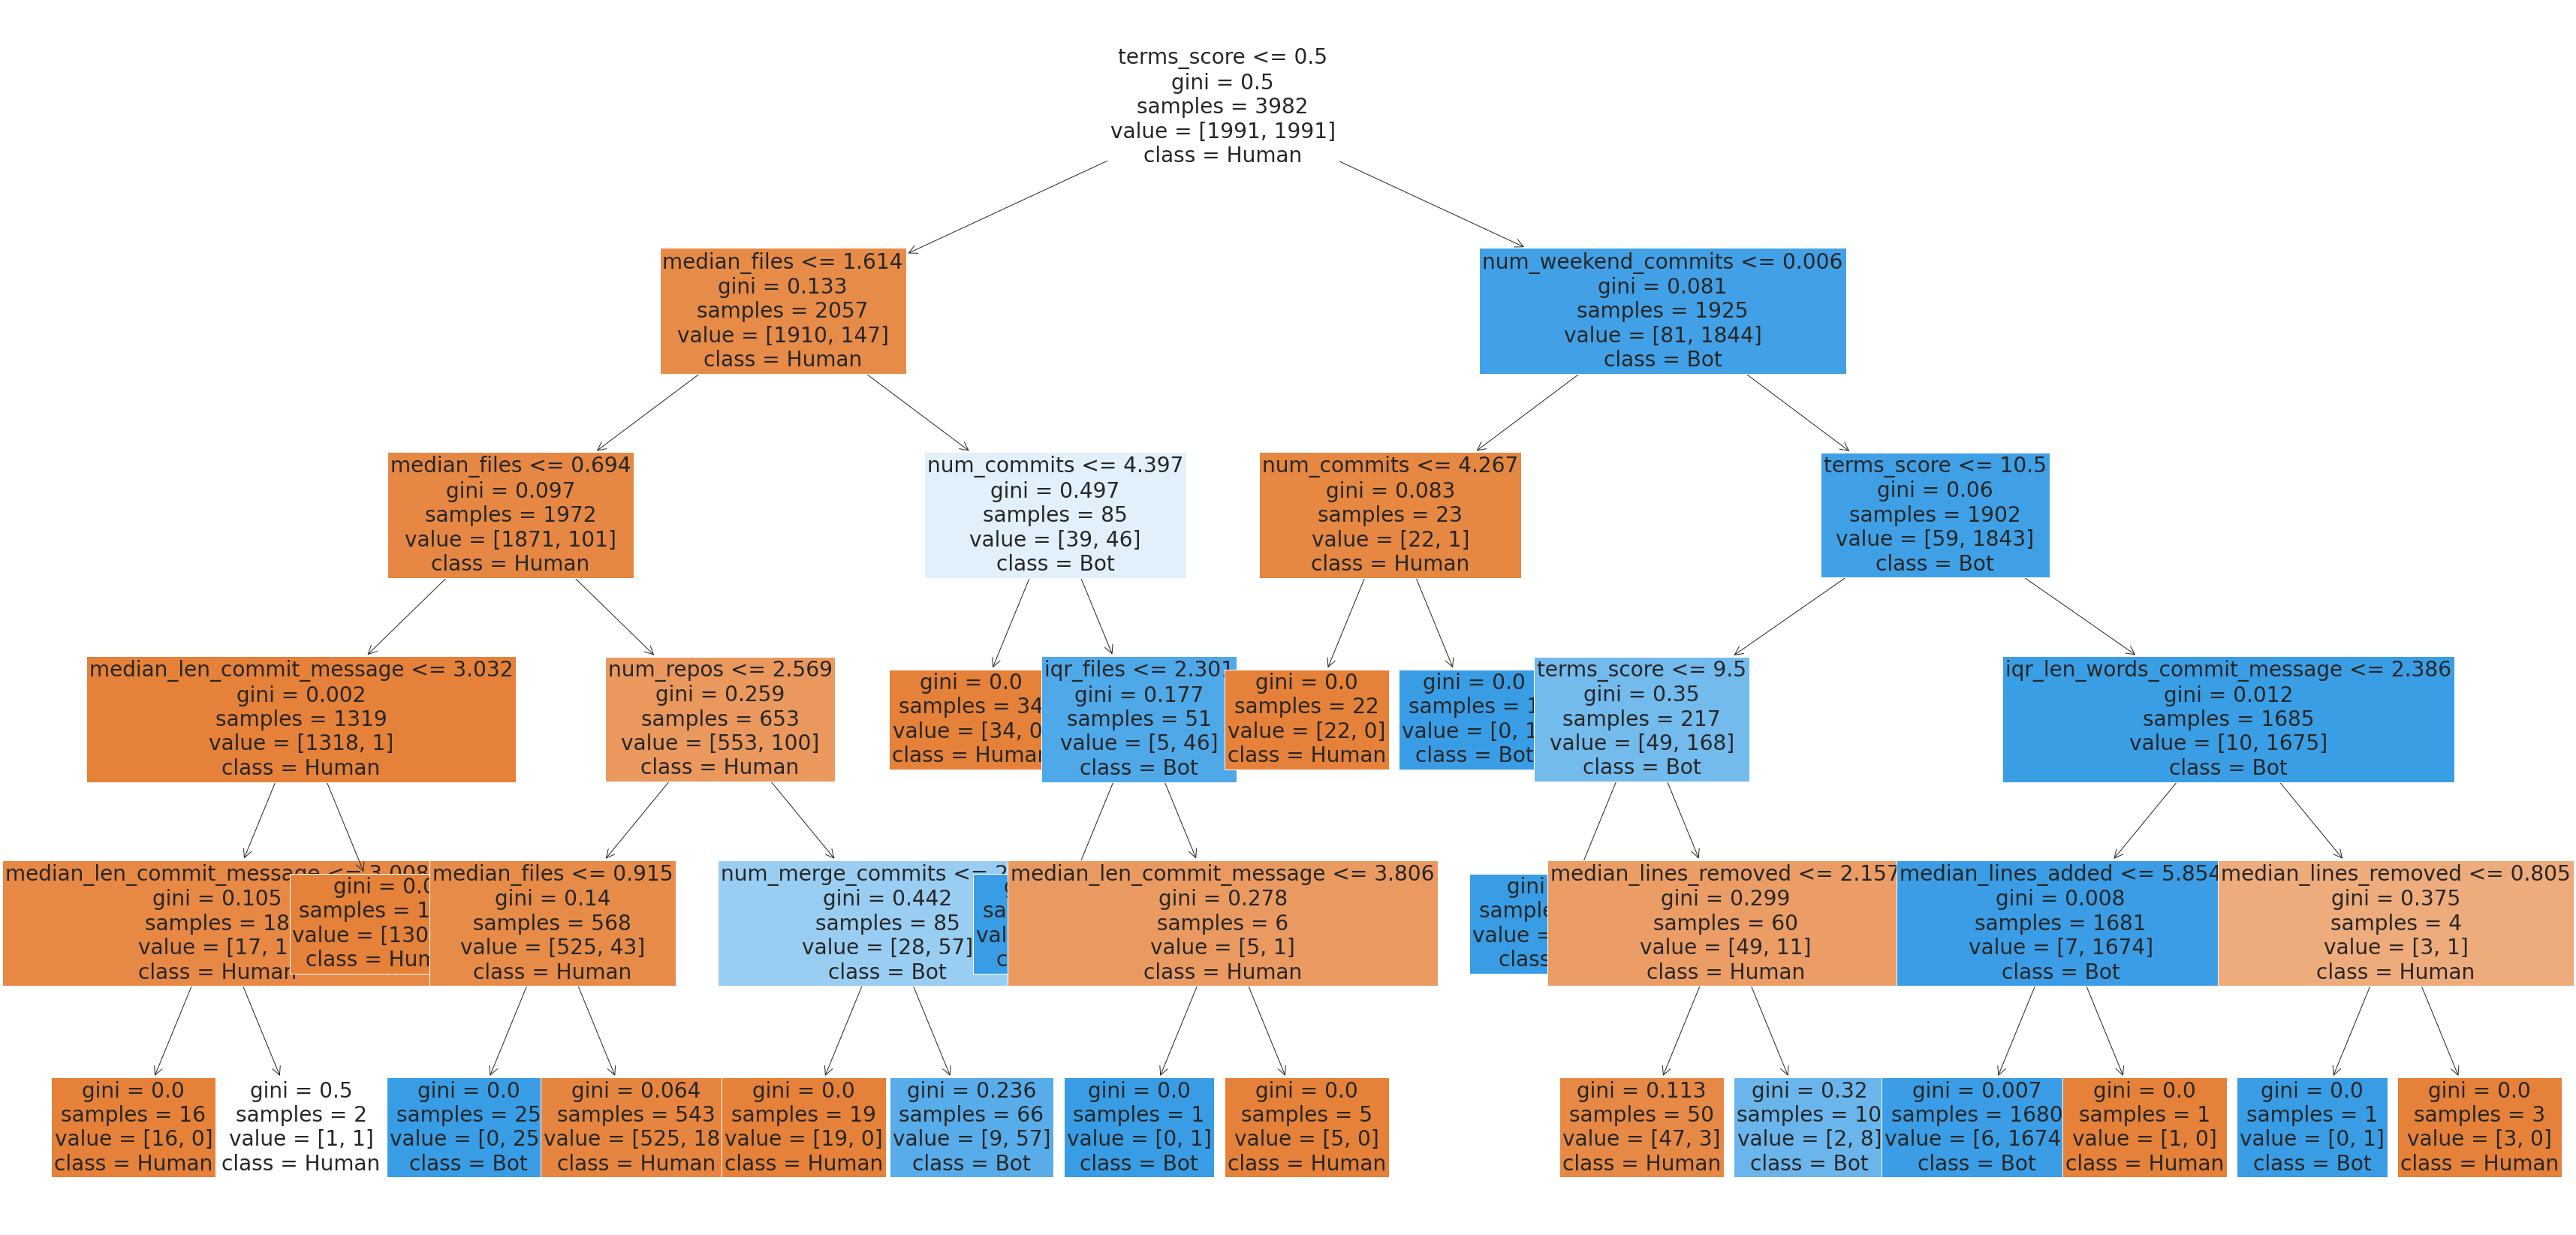 terms_score <= 0.5
gini = 0.5
samples = 3982
value = [1991, 1991]
class = Human
median_files <= 1.614
gini = 0.133
samples = 2057
value = [1910, 147]
class = Human
num_weekend_commits <= 0.006
gini = 0.081
samples = 1925
value = [81, 1844]
class = Bot
median_files <= 0.694
gini = 0.097
samples = 1972
value = [1871, 101]
class = Human
num_commits <= 4.397
gini = 0.497
samples = 85
value = [39, 46]
class = Bot
num_commits <= 4.267
gini = 0.083
samples = 23
value = [22, 1]
class = Human
terms_score <= 10.5
gini = 0.06
samples = 1902
value = [59, 1843]
class = Bot
median_len_commit_message <= 3.032
gini = 0.002
samples = 1319
value = [1318, 1]
class = Human
num_repos <= 2.569
gini = 0.259
samples = 653
value = [553, 100]
class = Human
gini = 0.0
samples = 34
value = [34, 0
class = Human
iqr_files <= 2.301
gini = 0.177
samples = 51
value = [5, 46]
class = Bot
gini = 0.0
samples = 22
value = [22, 0]
class = Human
gini = 0.0
samples = 1
value = [0, 1
class = Bot
terms_score <= 9.5
gini = 0.35
samples = 217
value = [49, 168]
class = Bot
iqr_len_words_commit_message <= 2.386
gini = 0.012
samples = 1685
value = [10, 1675]
class = Bot
median_len_commit_message <= 3.008
gini = 0.105
samples = 18
value = [17, 1
class = Human
gini = 0.0
samples = 1
value = [130
class = Hum
median_files <= 0.915
gini = 0.14
samples = 568
value = [525, 43]
class = Human
num_merge_commits <= 2
gini = 0.442
samples = 85
value = [28, 57]
class = Bot
median_len_commit_message <= 3.806
gini = 0.278
samples = 6
value = [5, 1]
class = Human
gini
sample
value =
class
median_lines_removed <= 2.157
gini = 0.299
samples = 60
value = [49, 11]
class = Human
median_lines_added <= 5.854
gini = 0.008
samples = 1681
value = [7, 1674]
class = Bot
median_lines_removed <= 0.805
gini = 0.375
samples = 4
value = [3, 1]
class = Human
gini = 0.0
samples = 16
value = [16, 0]
class = Human
gini = 0.5
samples = 2
value = [1, 1]
class = Human
gini = 0.0
samples = 25
value = [0, 25
class = Bot
gini = 0.064
samples = 543
value = [525, 18
class = Human
gini = 0.0
samples = 19
value = [19, 0]
class = Human
gini = 0.236
samples = 66
value = [9, 57]
class = Bot
gini = 0.0
samples = 1
value = [0, 1]
class = Bot
gini = 0.0
samples = 5
value = [5, 0]
class = Human
gini = 0.113
samples = 50
value = [47, 3]
class = Human
gini = 0.32
samples = 10
value = [2, 8]
class = Bot
gini = 0.007
samples = 1680
value = [6, 1674
class = Bot
gini = 0.0
samples = 1
value = [1, 0]
class = Human
gini = 0.0
samples = 1
value = [0, 1]
class = Bot
gini = 0.0
samples = 3
value = [3, 0]
class = Human